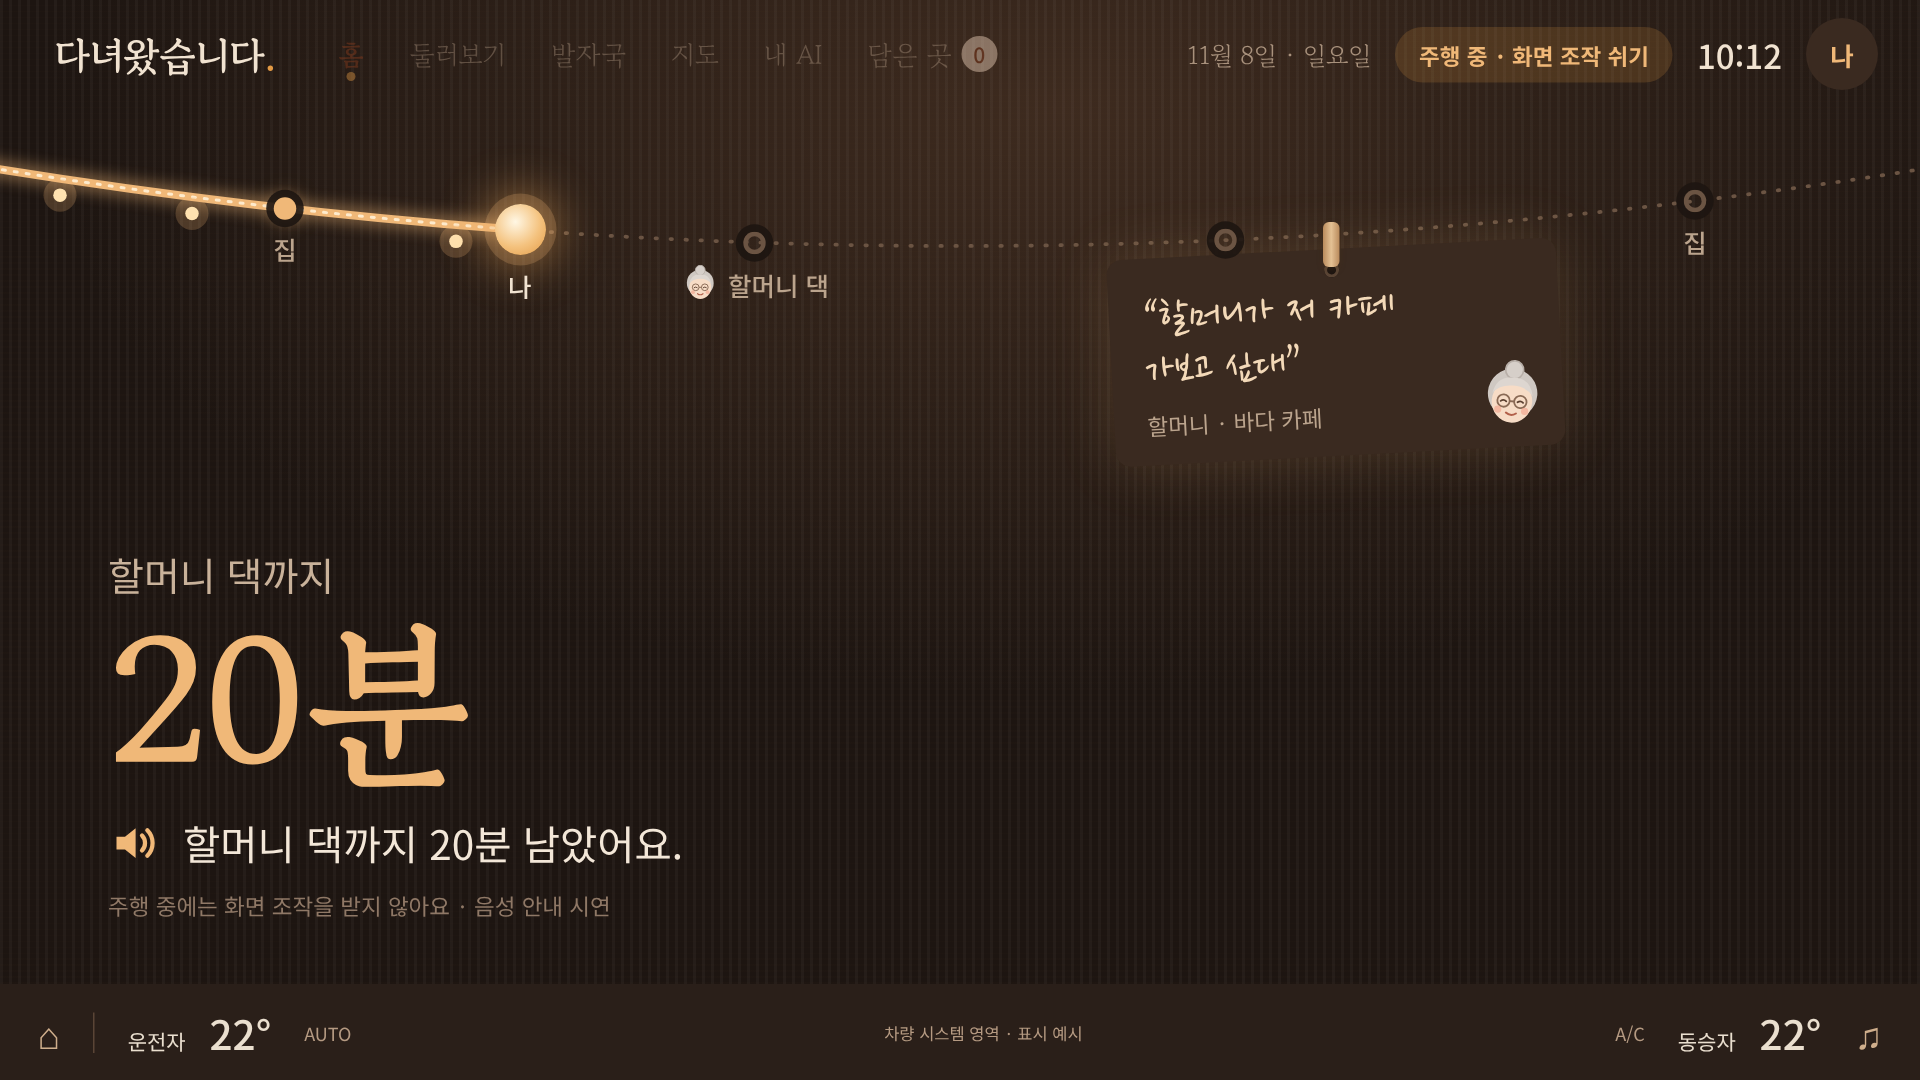 다녀왔습니다.
홈 둘러보기 발자국 지도 내 AI 담은 곳 0
11월 8일 · 일요일
주행 중 · 화면 조작 쉬기
10:12
나
집
나
할머니 댁
집
“할머니가 저 카페
가보고 싶대”
할머니 · 바다 카페
할머니 댁까지
20분
할머니 댁까지 20분 남았어요.
주행 중에는 화면 조작을 받지 않아요 · 음성 안내 시연
운전자 22° AUTO
차량 시스템 영역 · 표시 예시
A/C 동승자 22°